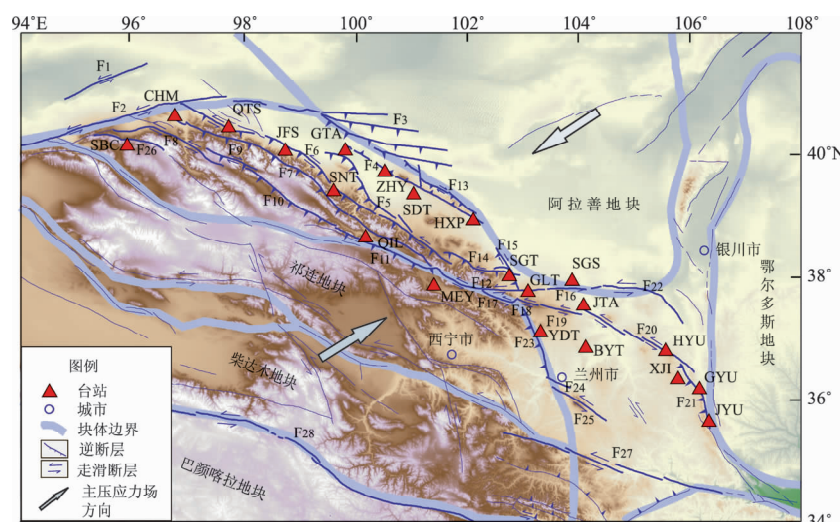 94°E
96
98
100
102
104
106
108°
F1
CHM
F2
QTS
F3
JFS
GTA
SBC
F26
F8
F9
F6
F7
F4
40°N
SNT
ZHY
F13
F5
SDT
F10
HXP
阿拉善地块
QIL
F15
银川市
F11
F14
SGT
SGS
鄂尔多斯地块
祁连地块
F12
GLT
F22
38°
MEY
F17
F16
JTA
F18
F19
F20
西宁市
F23
YDT
BYT
HYU
图例
柴达木地块
兰州市
XJI
GYU
台站
F24
F21
36°
城市
F25
JYU
块体边界
F28
逆断层
F27
走滑断层
巴颜喀拉地块
主压应力场
方向
34°